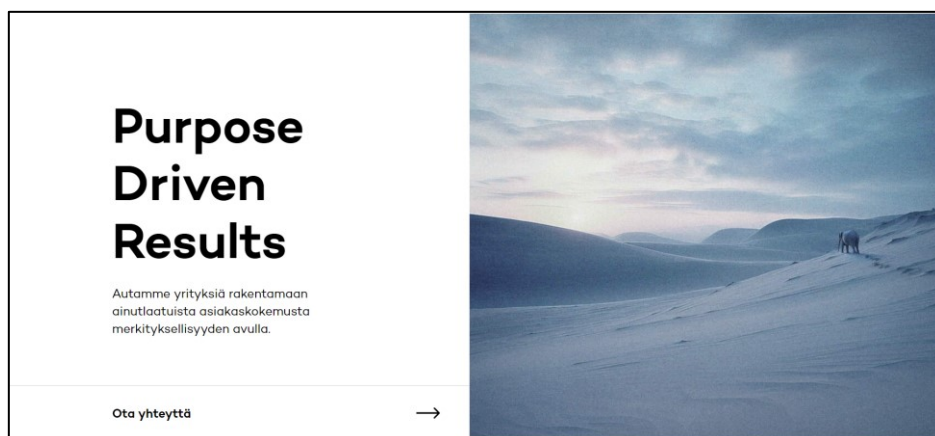 Purpose
Driven
Results
Autamme yrityksiä rakentamaan
ainutlaatuista asiakaskokemusta
merkityksellisyyden avulla.
Ota yhteyttä